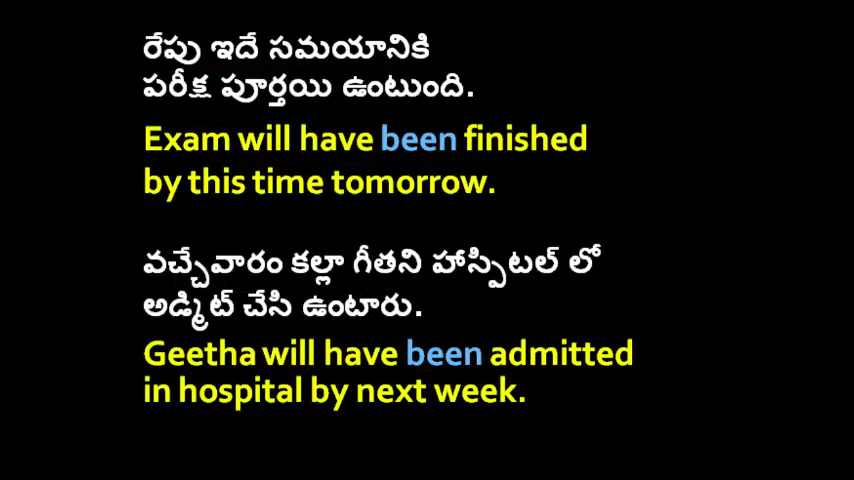 రేపు ఇదే సమయానికి
పరీక్ష పూర్తయి ఉంటుంది.
Exam will have been finished
by this time tomorrow.
వచ్చేవారం కల్లా గీతని హాస్పిటల్ లో
అడ్మిట్ చేసి ఉంటారు.
Geetha will have been admitted
in hospital by next week.